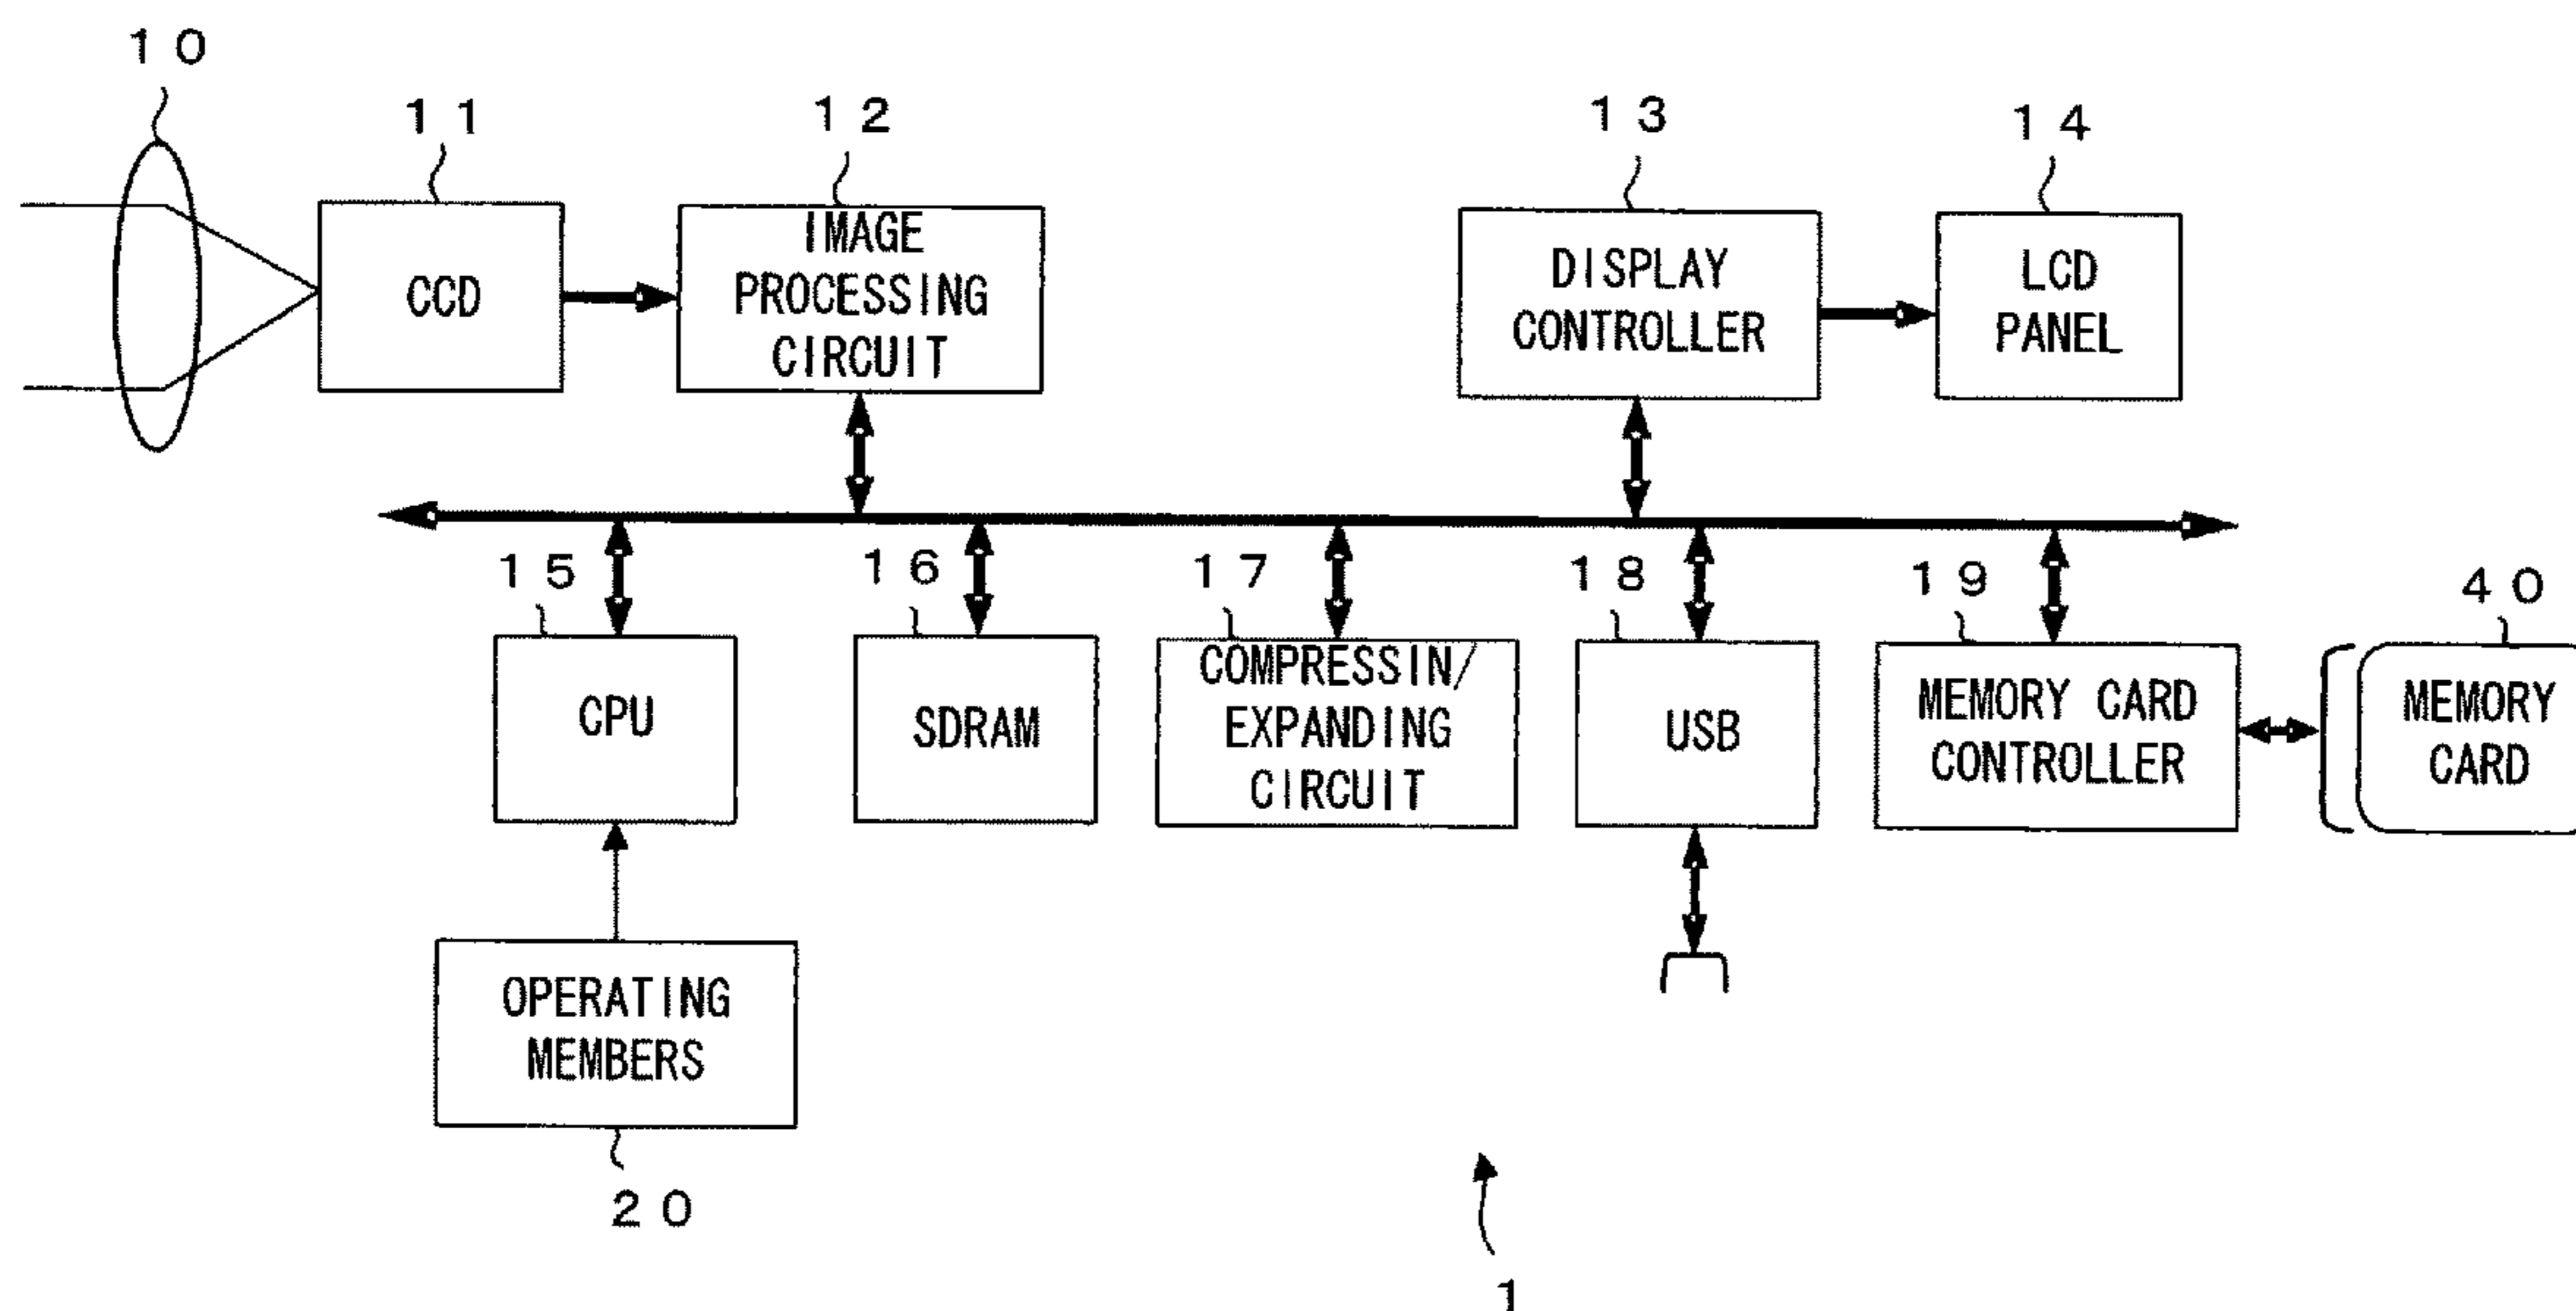 10
11
12
13
14
CCD
IMAGE
PROCESSING
CIRCUIT
DISPLAY
CONTROLLER
LCD
PANEL
15
16
17
18
19
40
CPU
SDRAM
COMPRESSIN/
EXPANDING
CIRCUIT
USB
MEMORY CARD
CONTROLLER
MEMORY
CARD
OPERATING
MEMBERS
20
1